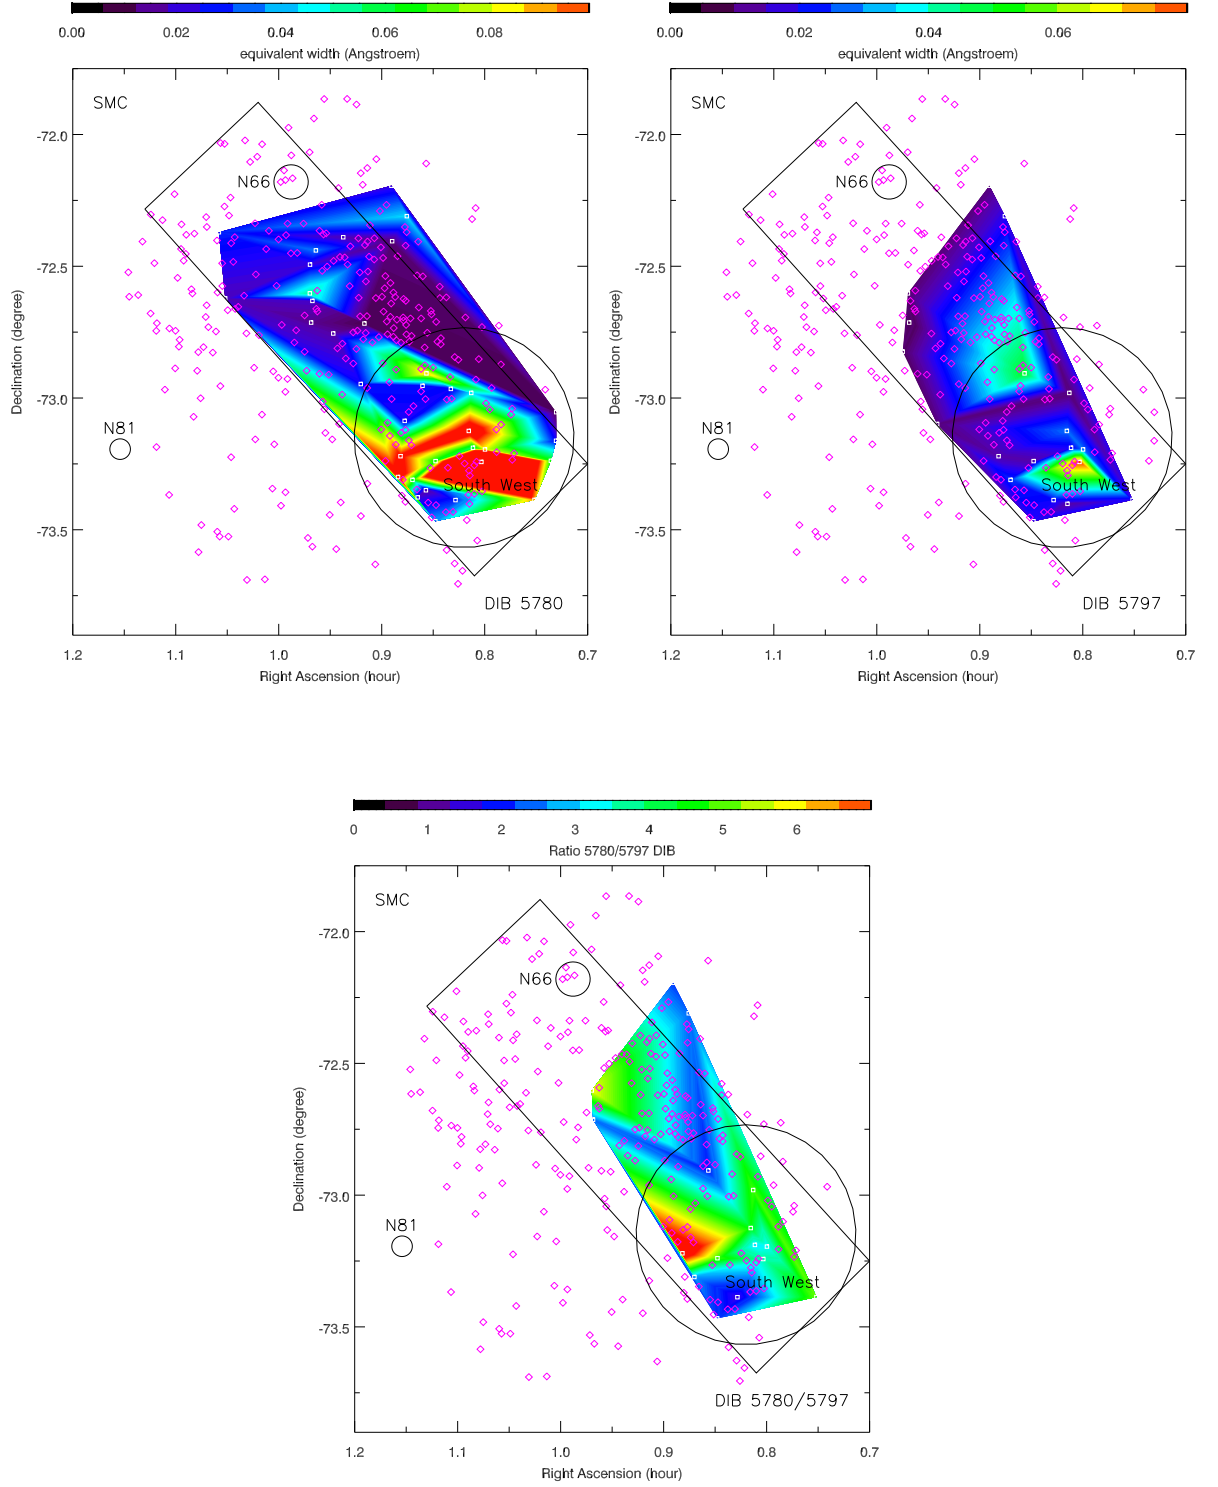 0.00 0.02 0.04 0.06 0.08
equivalent width (Angstroem)
SMC
N66
N81
South West
DIB 5780
-72.0
-72.5
-73.0
-73.5
Declination (degree)
1.2 1.1 1.0 0.9 0.8 0.7
Right Ascension (hour)
0.00 0.02 0.04 0.06
equivalent width (Angstroem)
SMC
N66
N81
South West
DIB 5797
-72.0
-72.5
-73.0
-73.5
Declination (degree)
1.2 1.1 1.0 0.9 0.8 0.7
Right Ascension (hour)
0 1 2 3 4 5 6
Ratio 5780/5797 DIB
SMC
N66
N81
South West
DIB 5780/5797
-72.0
-72.5
-73.0
-73.5
Declination (degree)
1.2 1.1 1.0 0.9 0.8 0.7
Right Ascension (hour)